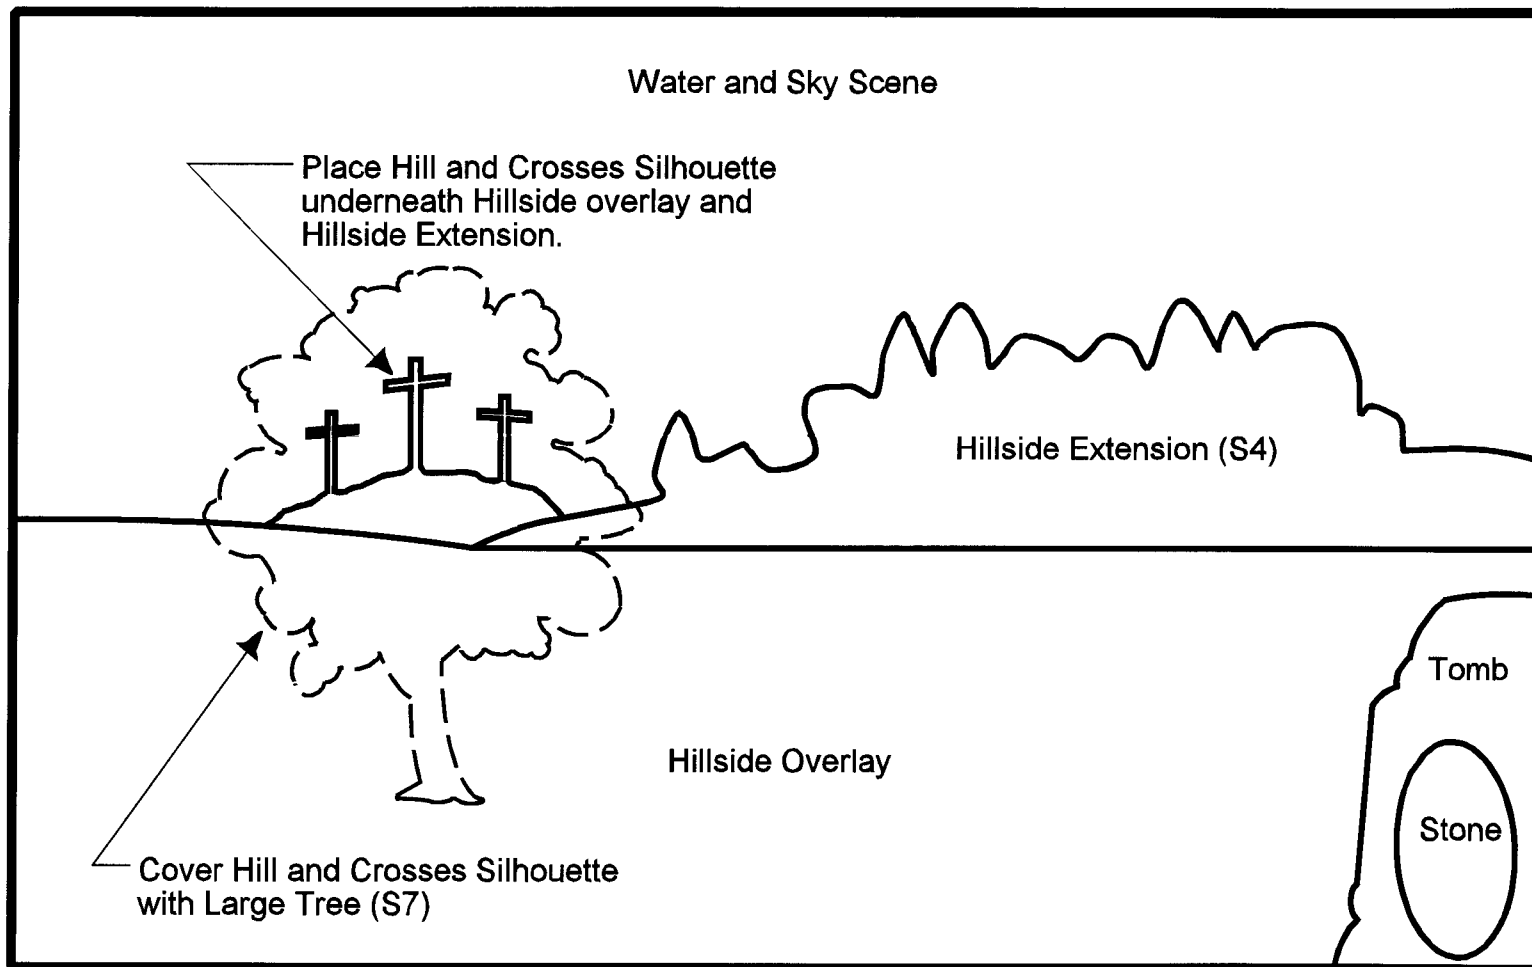 Water and Sky Scene
Place Hill and Crosses Silhouette
underneath Hillside overlay and
Hillside Extension.
Hillside Extension (S4)
Tomb
Hillside Overlay
Stone
Cover Hill and Crosses Silhouette
with Large Tree (S7)